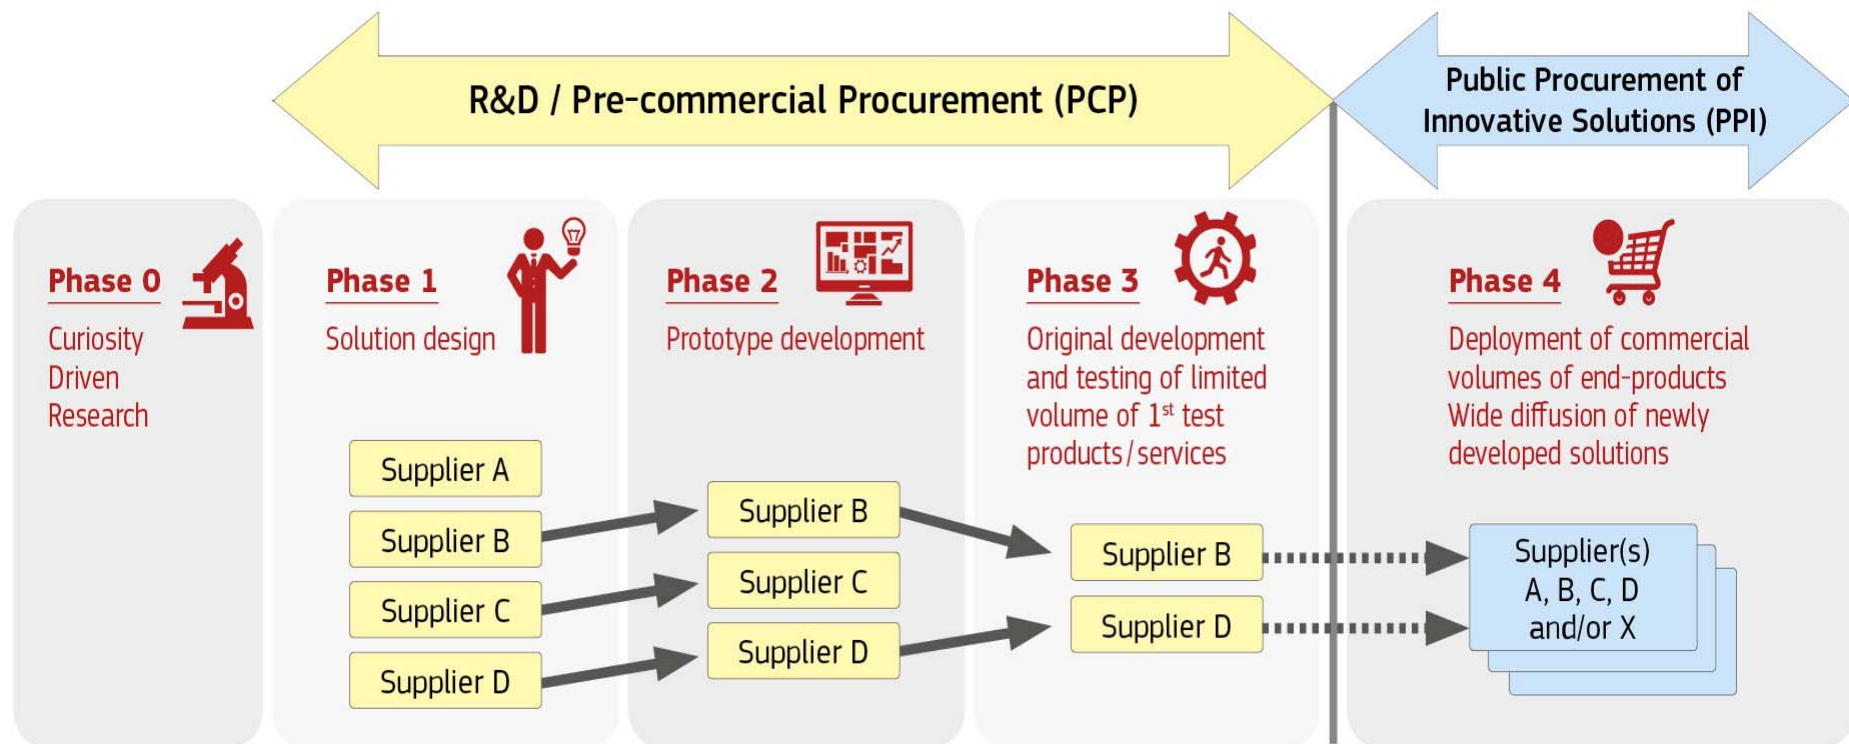 R&D / Pre-commercial Procurement (PCP)
Public Procurement of
Innovative Solutions (PPI)
Phase 0
Curiosity
Driven
Research
Phase 1
Solution design
Supplier A
Supplier B
Supplier C
Supplier D
Phase 2
Prototype development
Supplier B
Supplier C
Supplier D
Phase 3
Original development
and testing of limited
volume of 1st test
products/services
Supplier B
Supplier D
Phase 4
Deployment of commercial
volumes of end-products
Wide diffusion of newly
developed solutions
Supplier(s)
A, B, C, D
and/or X